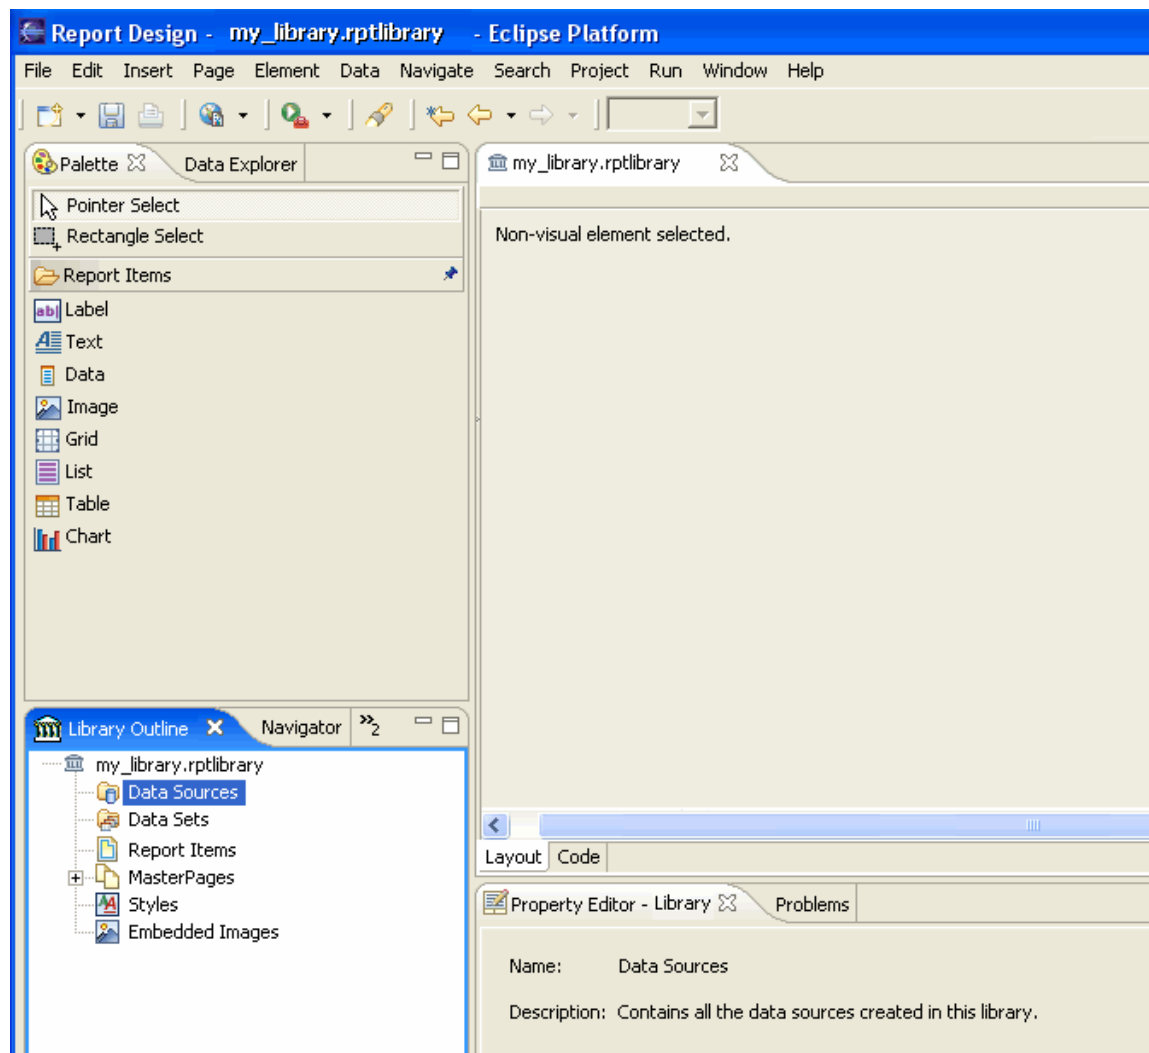 Report Design - my_library.rptlibrary - Eclipse Platform
File Edit Insert Page Element Data Navigate Search Project Run Window Help
Palette Data Explorer
Pointer Select
Rectangle Select
Report Items
ab Label
Text
Data
Image
Grid
List
Table
Chart
my_library.rptlibrary
Non-visual element selected.
Layout Code
Library Outline Navigator »2
my_library.rptlibrary
Data Sources
Data Sets
Report Items
MasterPages
Styles
Embedded Images
Property Editor - Library Problems
Name: Data Sources
Description: Contains all the data sources created in this library.